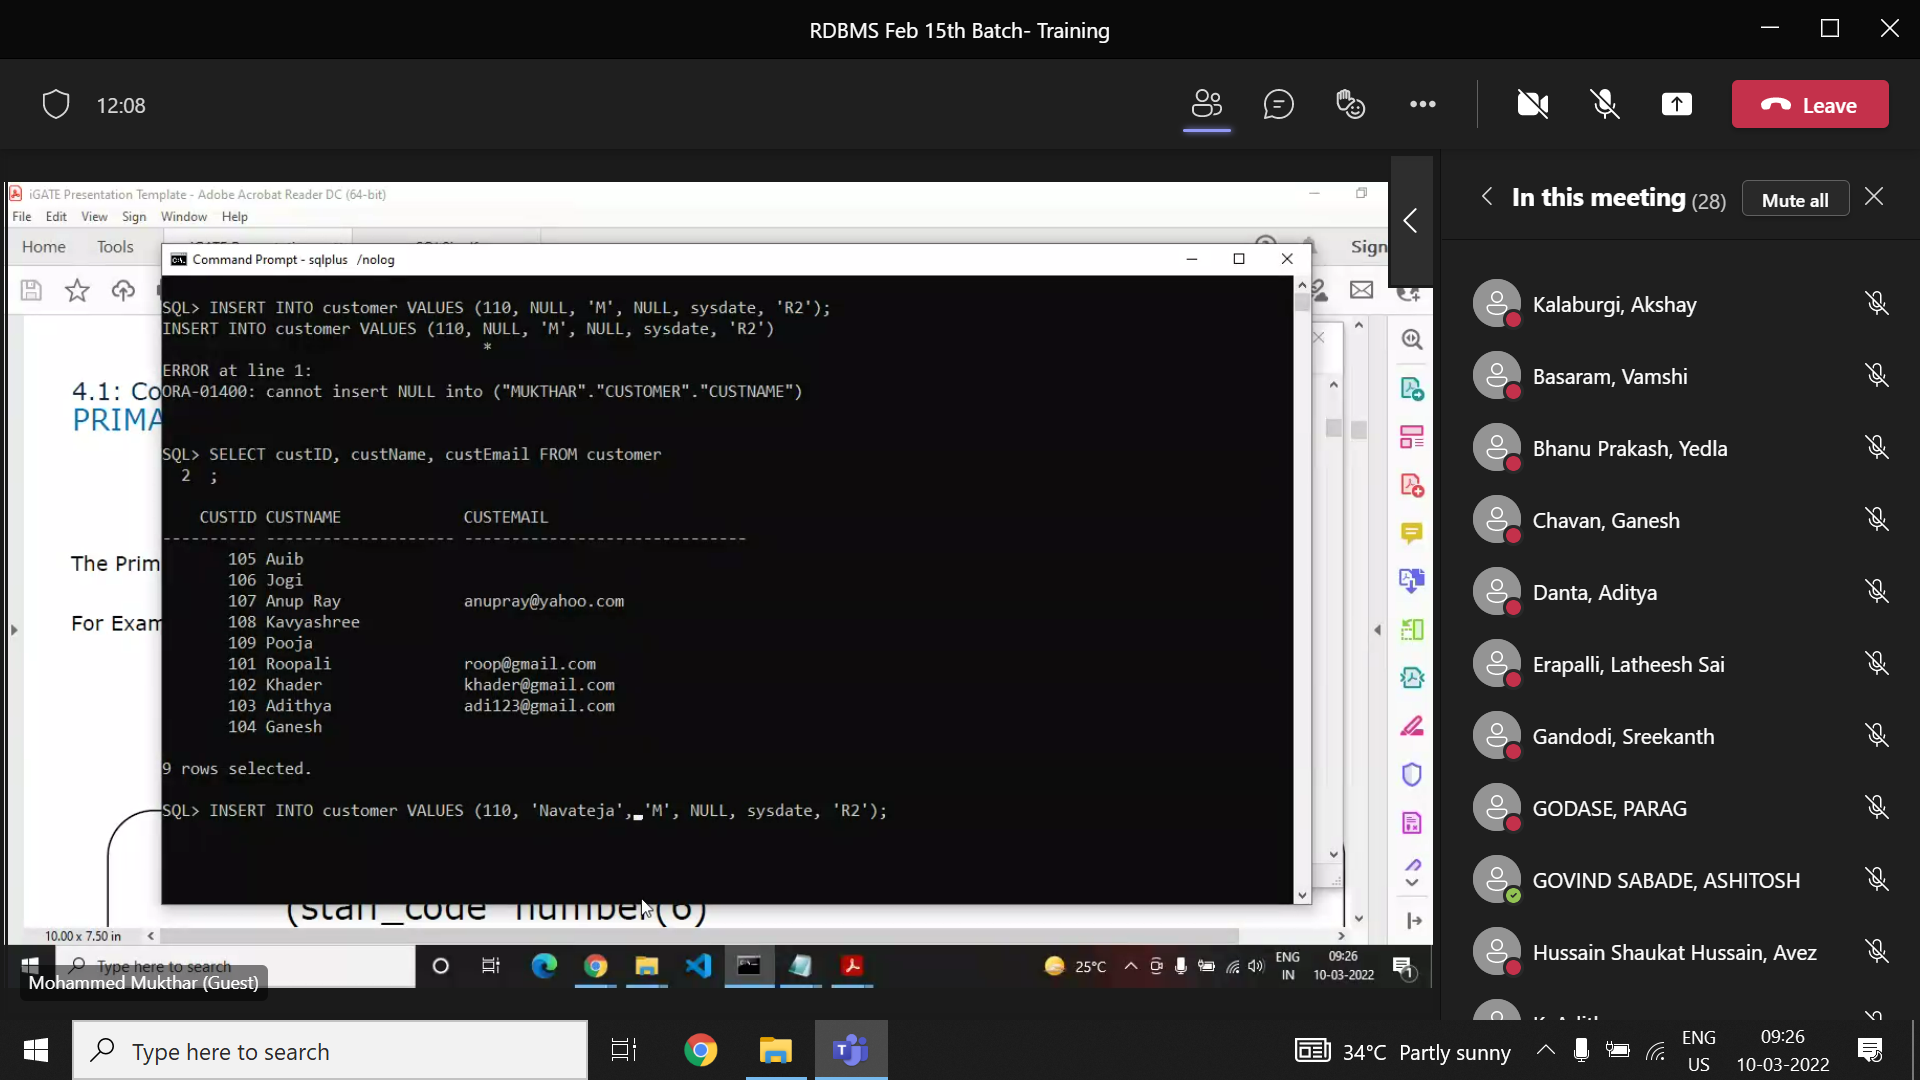 RDBMS Feb 15th Batch- Training
12:08
Leave
iGATE Presentation Template - Adobe Acrobat Reader DC (64-bit)
File Edit View Sign Window Help
Home Tools
Sign
Command Prompt - sqlplus /nolog
SQL> INSERT INTO customer VALUES (110, NULL, 'M', NULL, sysdate, 'R2');
INSERT INTO customer VALUES (110, NULL, 'M', NULL, sysdate, 'R2')
*
ERROR at line 1:
ORA-01400: cannot insert NULL into ("MUKTHAR"."CUSTOMER"."CUSTNAME")
4.1: Co
PRIMA
SQL> SELECT custID, custName, custEmail FROM customer
2 ;
CUSTID CUSTNAME CUSTEMAIL
---------- -------------------- ------------------------------
105 Auib
106 Jogi
107 Anup Ray anupray@yahoo.com
108 Kavyashree
109 Pooja
101 Roopali roop@gmail.com
102 Khader khader@gmail.com
103 Adithya adi123@gmail.com
104 Ganesh
9 rows selected.
SQL> INSERT INTO customer VALUES (110, 'Navateja', 'M', NULL, sysdate, 'R2');
The Prim
For Exam
(staff_code number(6)
10.00 x 7.50 in
Type here to search
Mohammed Mukthar (Guest)
25°C
ENG
IN
09:26
10-03-2022
1
In this meeting (28)
Mute all
Kalaburgi, Akshay
Basaram, Vamshi
Bhanu Prakash, Yedla
Chavan, Ganesh
Danta, Aditya
Erapalli, Latheesh Sai
Gandodi, Sreekanth
GODASE, PARAG
GOVIND SABADE, ASHITOSH
Hussain Shaukat Hussain, Avez
Type here to search
34°C Partly sunny
ENG
US
09:26
10-03-2022